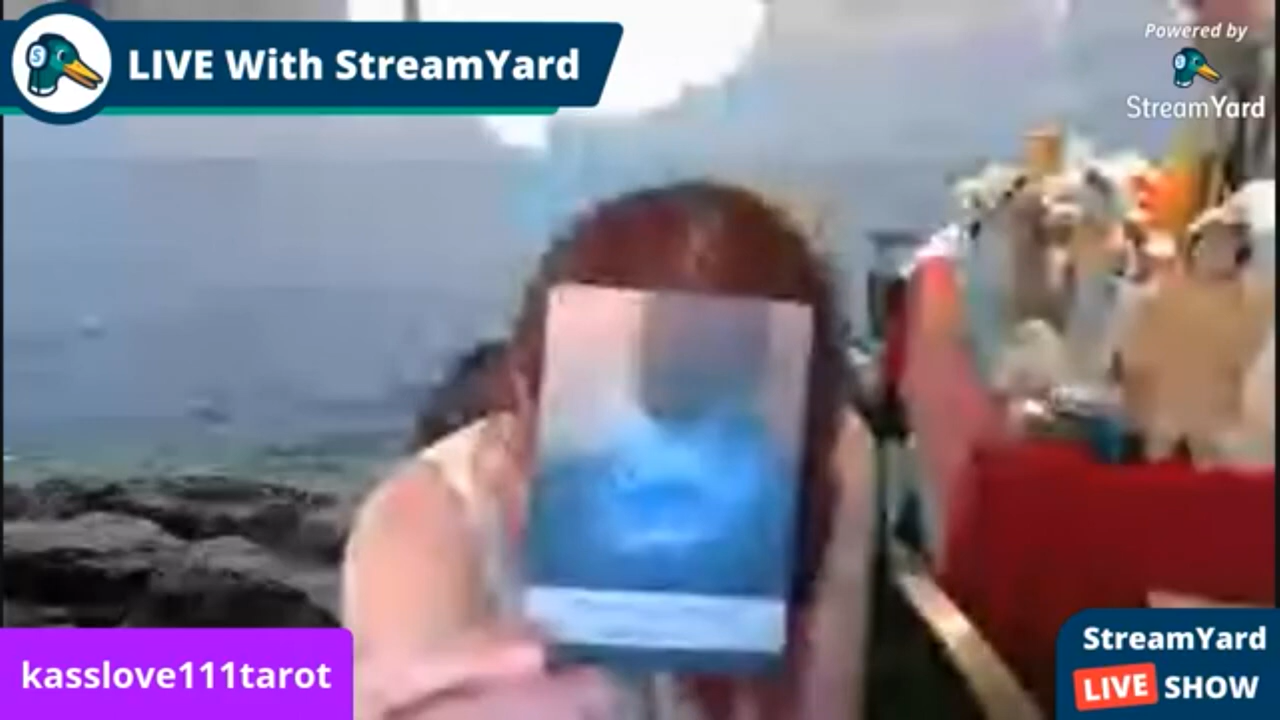 LIVE With StreamYard
Powered by
StreamYard
kasslove111tarot
StreamYard
LIVE SHOW